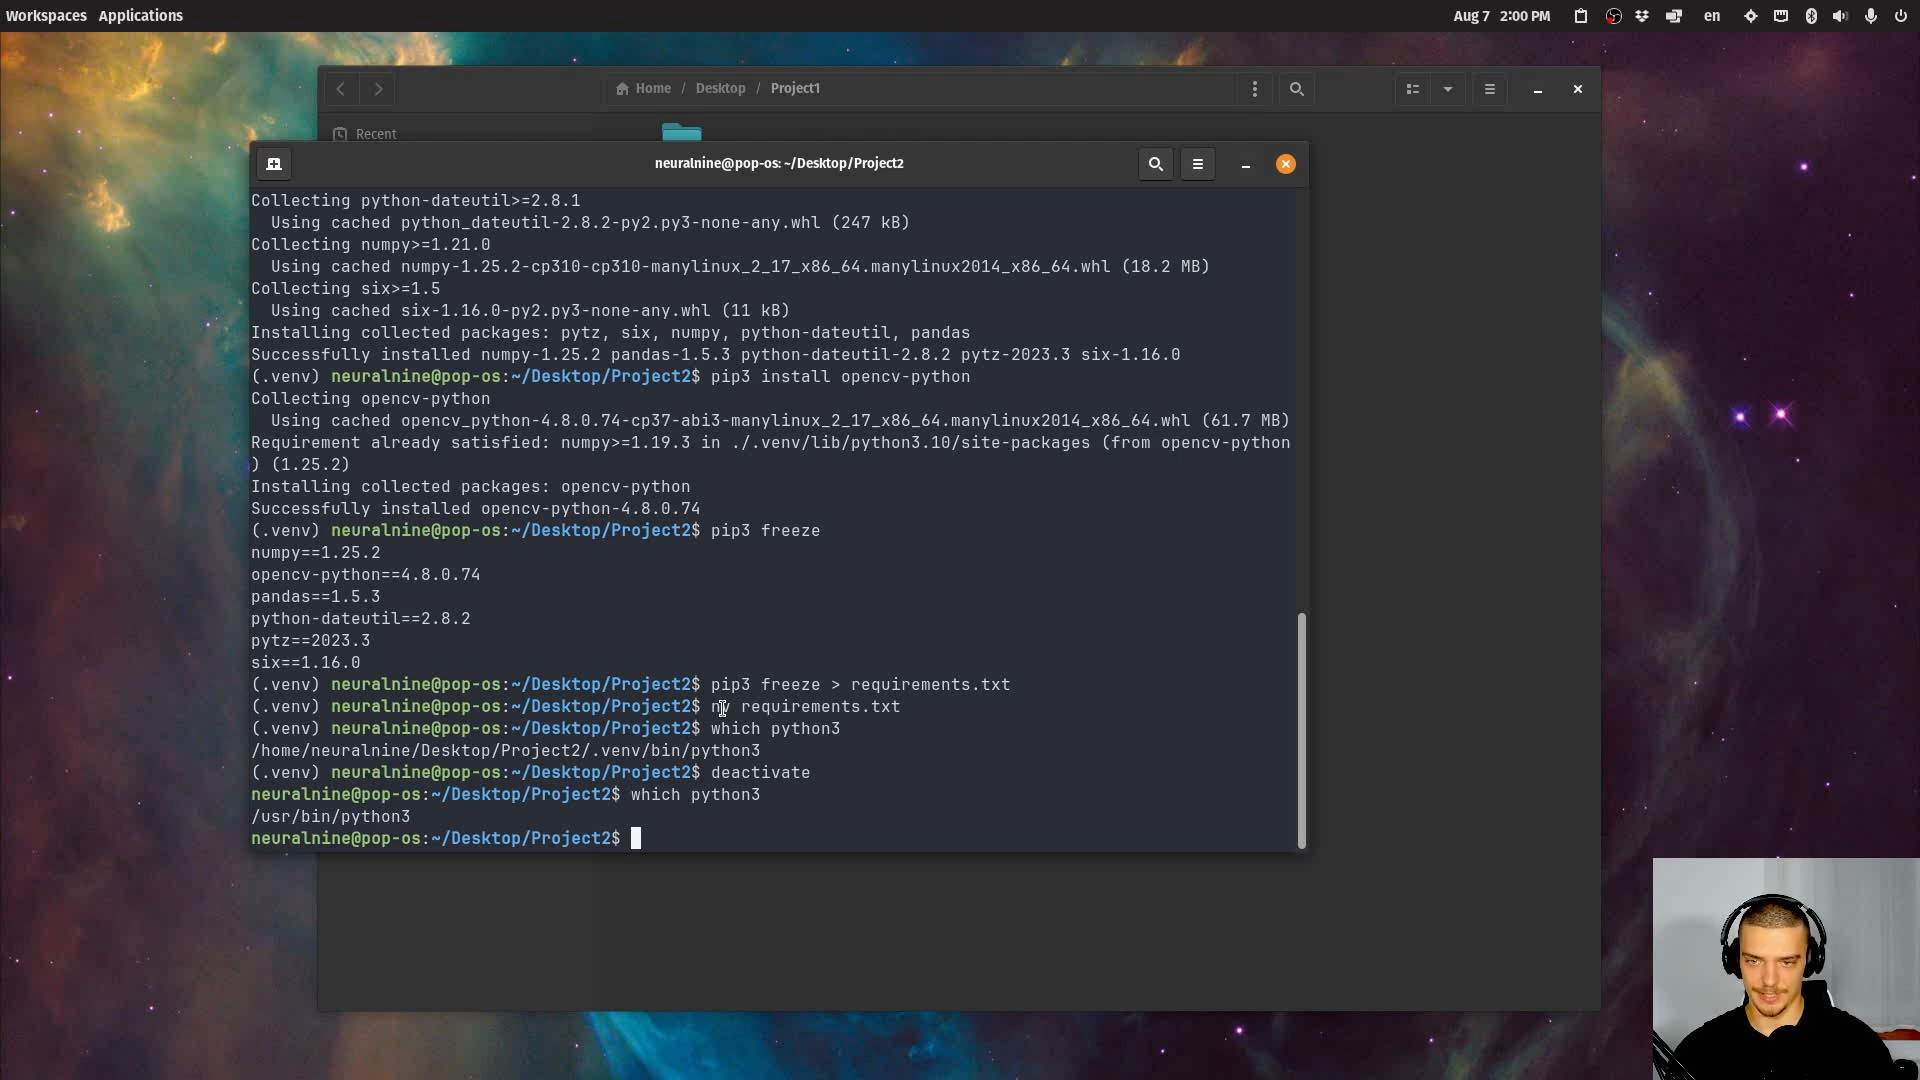 Workspaces Applications
Aug 7 2:00 PM
en
Home / Desktop / Project1
Recent
neuralnine@pop-os: ~/Desktop/Project2
Collecting python-dateutil>=2.8.1
  Using cached python_dateutil-2.8.2-py2.py3-none-any.whl (247 kB)
Collecting numpy>=1.21.0
  Using cached numpy-1.25.2-cp310-cp310-manylinux_2_17_x86_64.manylinux2014_x86_64.whl (18.2 MB)
Collecting six>=1.5
  Using cached six-1.16.0-py2.py3-none-any.whl (11 kB)
Installing collected packages: pytz, six, numpy, python-dateutil, pandas
Successfully installed numpy-1.25.2 pandas-1.5.3 python-dateutil-2.8.2 pytz-2023.3 six-1.16.0
(.venv) neuralnine@pop-os:~/Desktop/Project2$ pip3 install opencv-python
Collecting opencv-python
  Using cached opencv_python-4.8.0.74-cp37-abi3-manylinux_2_17_x86_64.manylinux2014_x86_64.whl (61.7 MB)
Requirement already satisfied: numpy>=1.19.3 in ./.venv/lib/python3.10/site-packages (from opencv-python
) (1.25.2)
Installing collected packages: opencv-python
Successfully installed opencv-python-4.8.0.74
(.venv) neuralnine@pop-os:~/Desktop/Project2$ pip3 freeze
numpy==1.25.2
opencv-python==4.8.0.74
pandas==1.5.3
python-dateutil==2.8.2
pytz==2023.3
six==1.16.0
(.venv) neuralnine@pop-os:~/Desktop/Project2$ pip3 freeze > requirements.txt
(.venv) neuralnine@pop-os:~/Desktop/Project2$ nv requirements.txt
(.venv) neuralnine@pop-os:~/Desktop/Project2$ which python3
/home/neuralnine/Desktop/Project2/.venv/bin/python3
(.venv) neuralnine@pop-os:~/Desktop/Project2$ deactivate
neuralnine@pop-os:~/Desktop/Project2$ which python3
/usr/bin/python3
neuralnine@pop-os:~/Desktop/Project2$